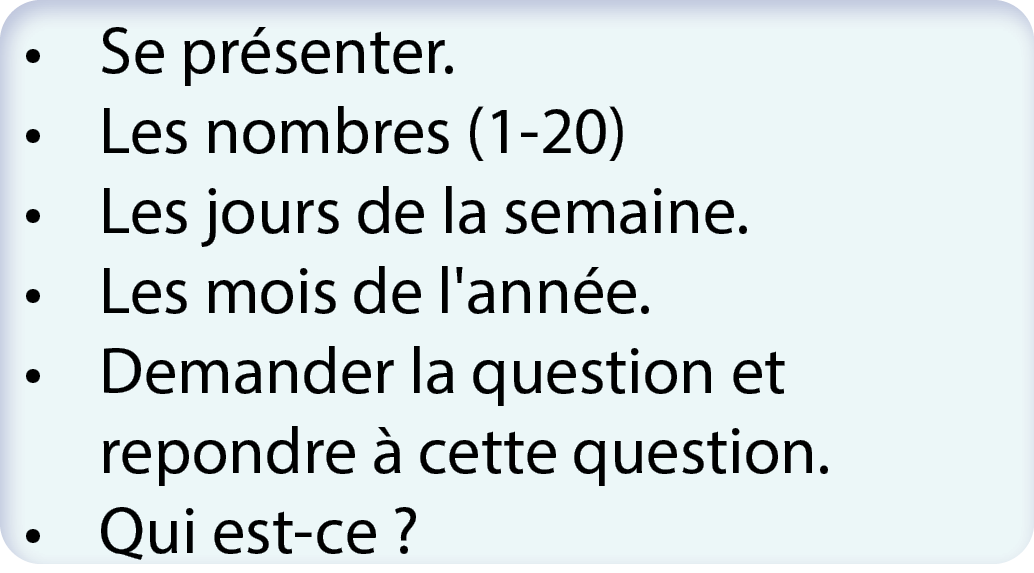 • Se présenter.
• Les nombres (1-20)
• Les jours de la semaine.
• Les mois de l'année.
• Demander la question et
repondre à cette question.
• Qui est-ce ?